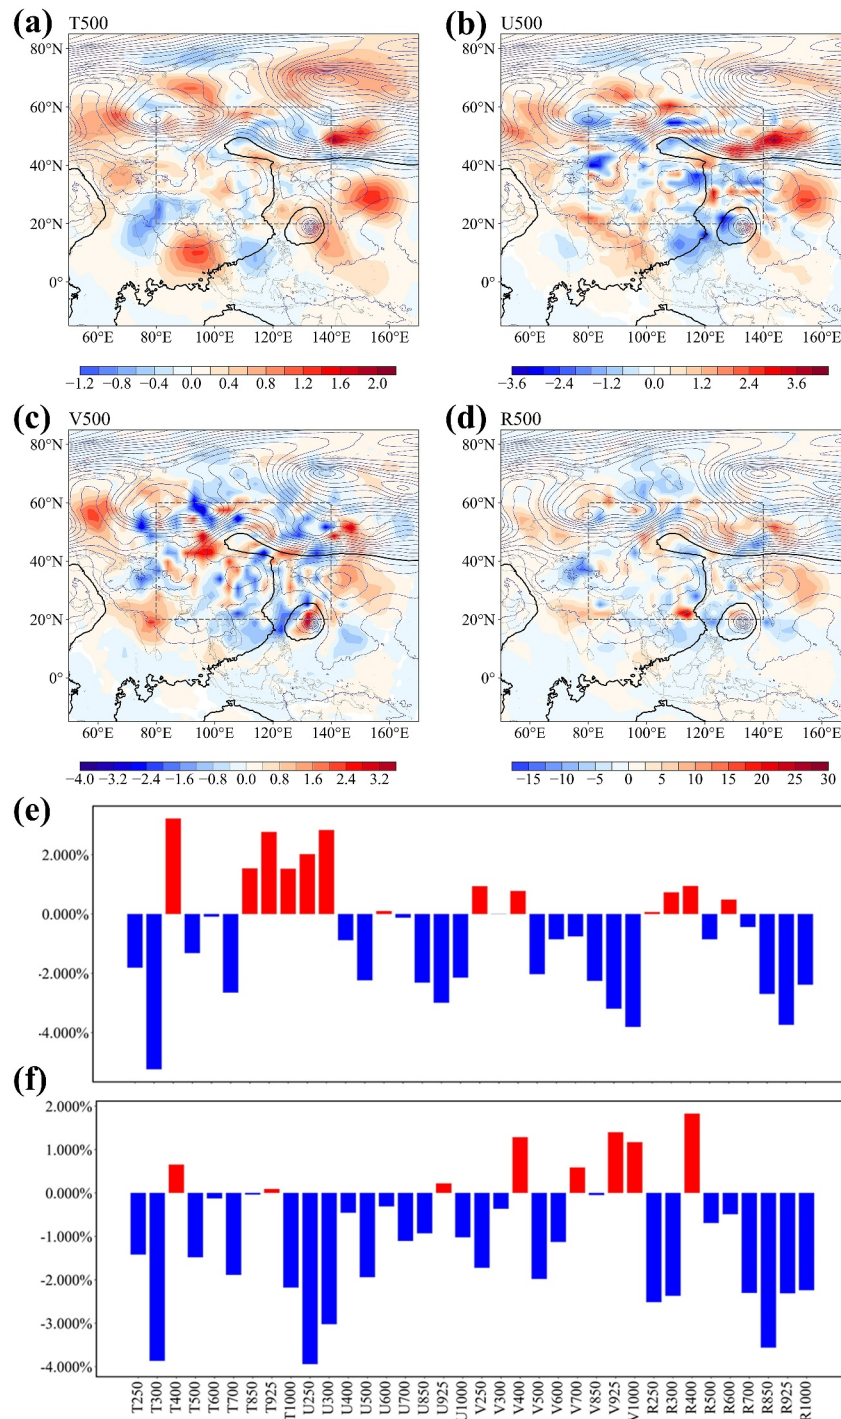 (a) T500
(b) U500
80°N
60°N
40°N
20°N
0°
60°E 80°E 100°E 120°E 140°E 160°E
80°N
60°N
40°N
20°N
0°
60°E 80°E 100°E 120°E 140°E 160°E
−1.2 −0.8 −0.4 0.0 0.4 0.8 1.2 1.6 2.0
−3.6 −2.4 −1.2 0.0 1.2 2.4 3.6
(c) V500
(d) R500
80°N
60°N
40°N
20°N
0°
60°E 80°E 100°E 120°E 140°E 160°E
80°N
60°N
40°N
20°N
0°
60°E 80°E 100°E 120°E 140°E 160°E
−4.0 −3.2 −2.4 −1.6 −0.8 0.0 0.8 1.6 2.4 3.2
−15 −10 −5 0 5 10 15 20 25 30
(e)
2.000%
0.000%
-2.000%
-4.000%
(f)
2.000%
1.000%
0.000%
-1.000%
-2.000%
-3.000%
-4.000%
T250 T300 T400 T500 T600 T700 T850 T925 T1000 U250 U300 U400 U500 U600 U700 U850 U925 U1000 V250 V300 V400 V500 V600 V700 V850 V925 V1000 R250 R300 R400 R500 R600 R700 R850 R925 R1000